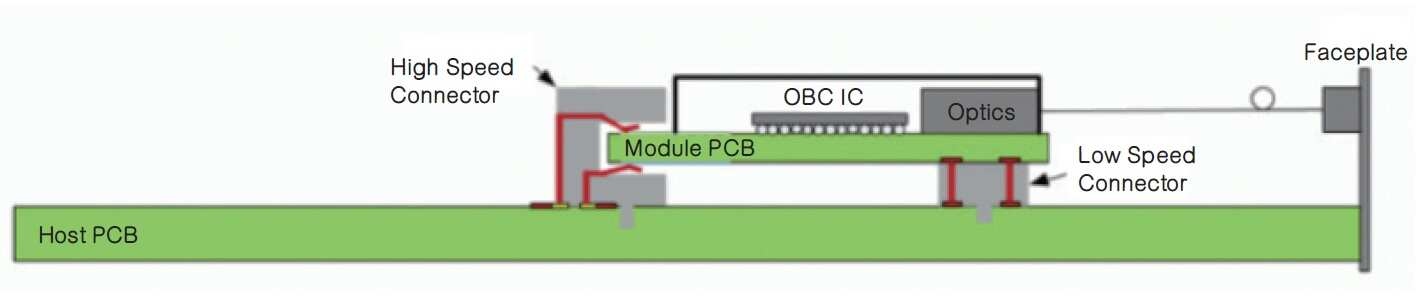 Faceplate
High Speed
Connector
OBC IC
Optics
Module PCB
Low Speed
Connector
Host PCB